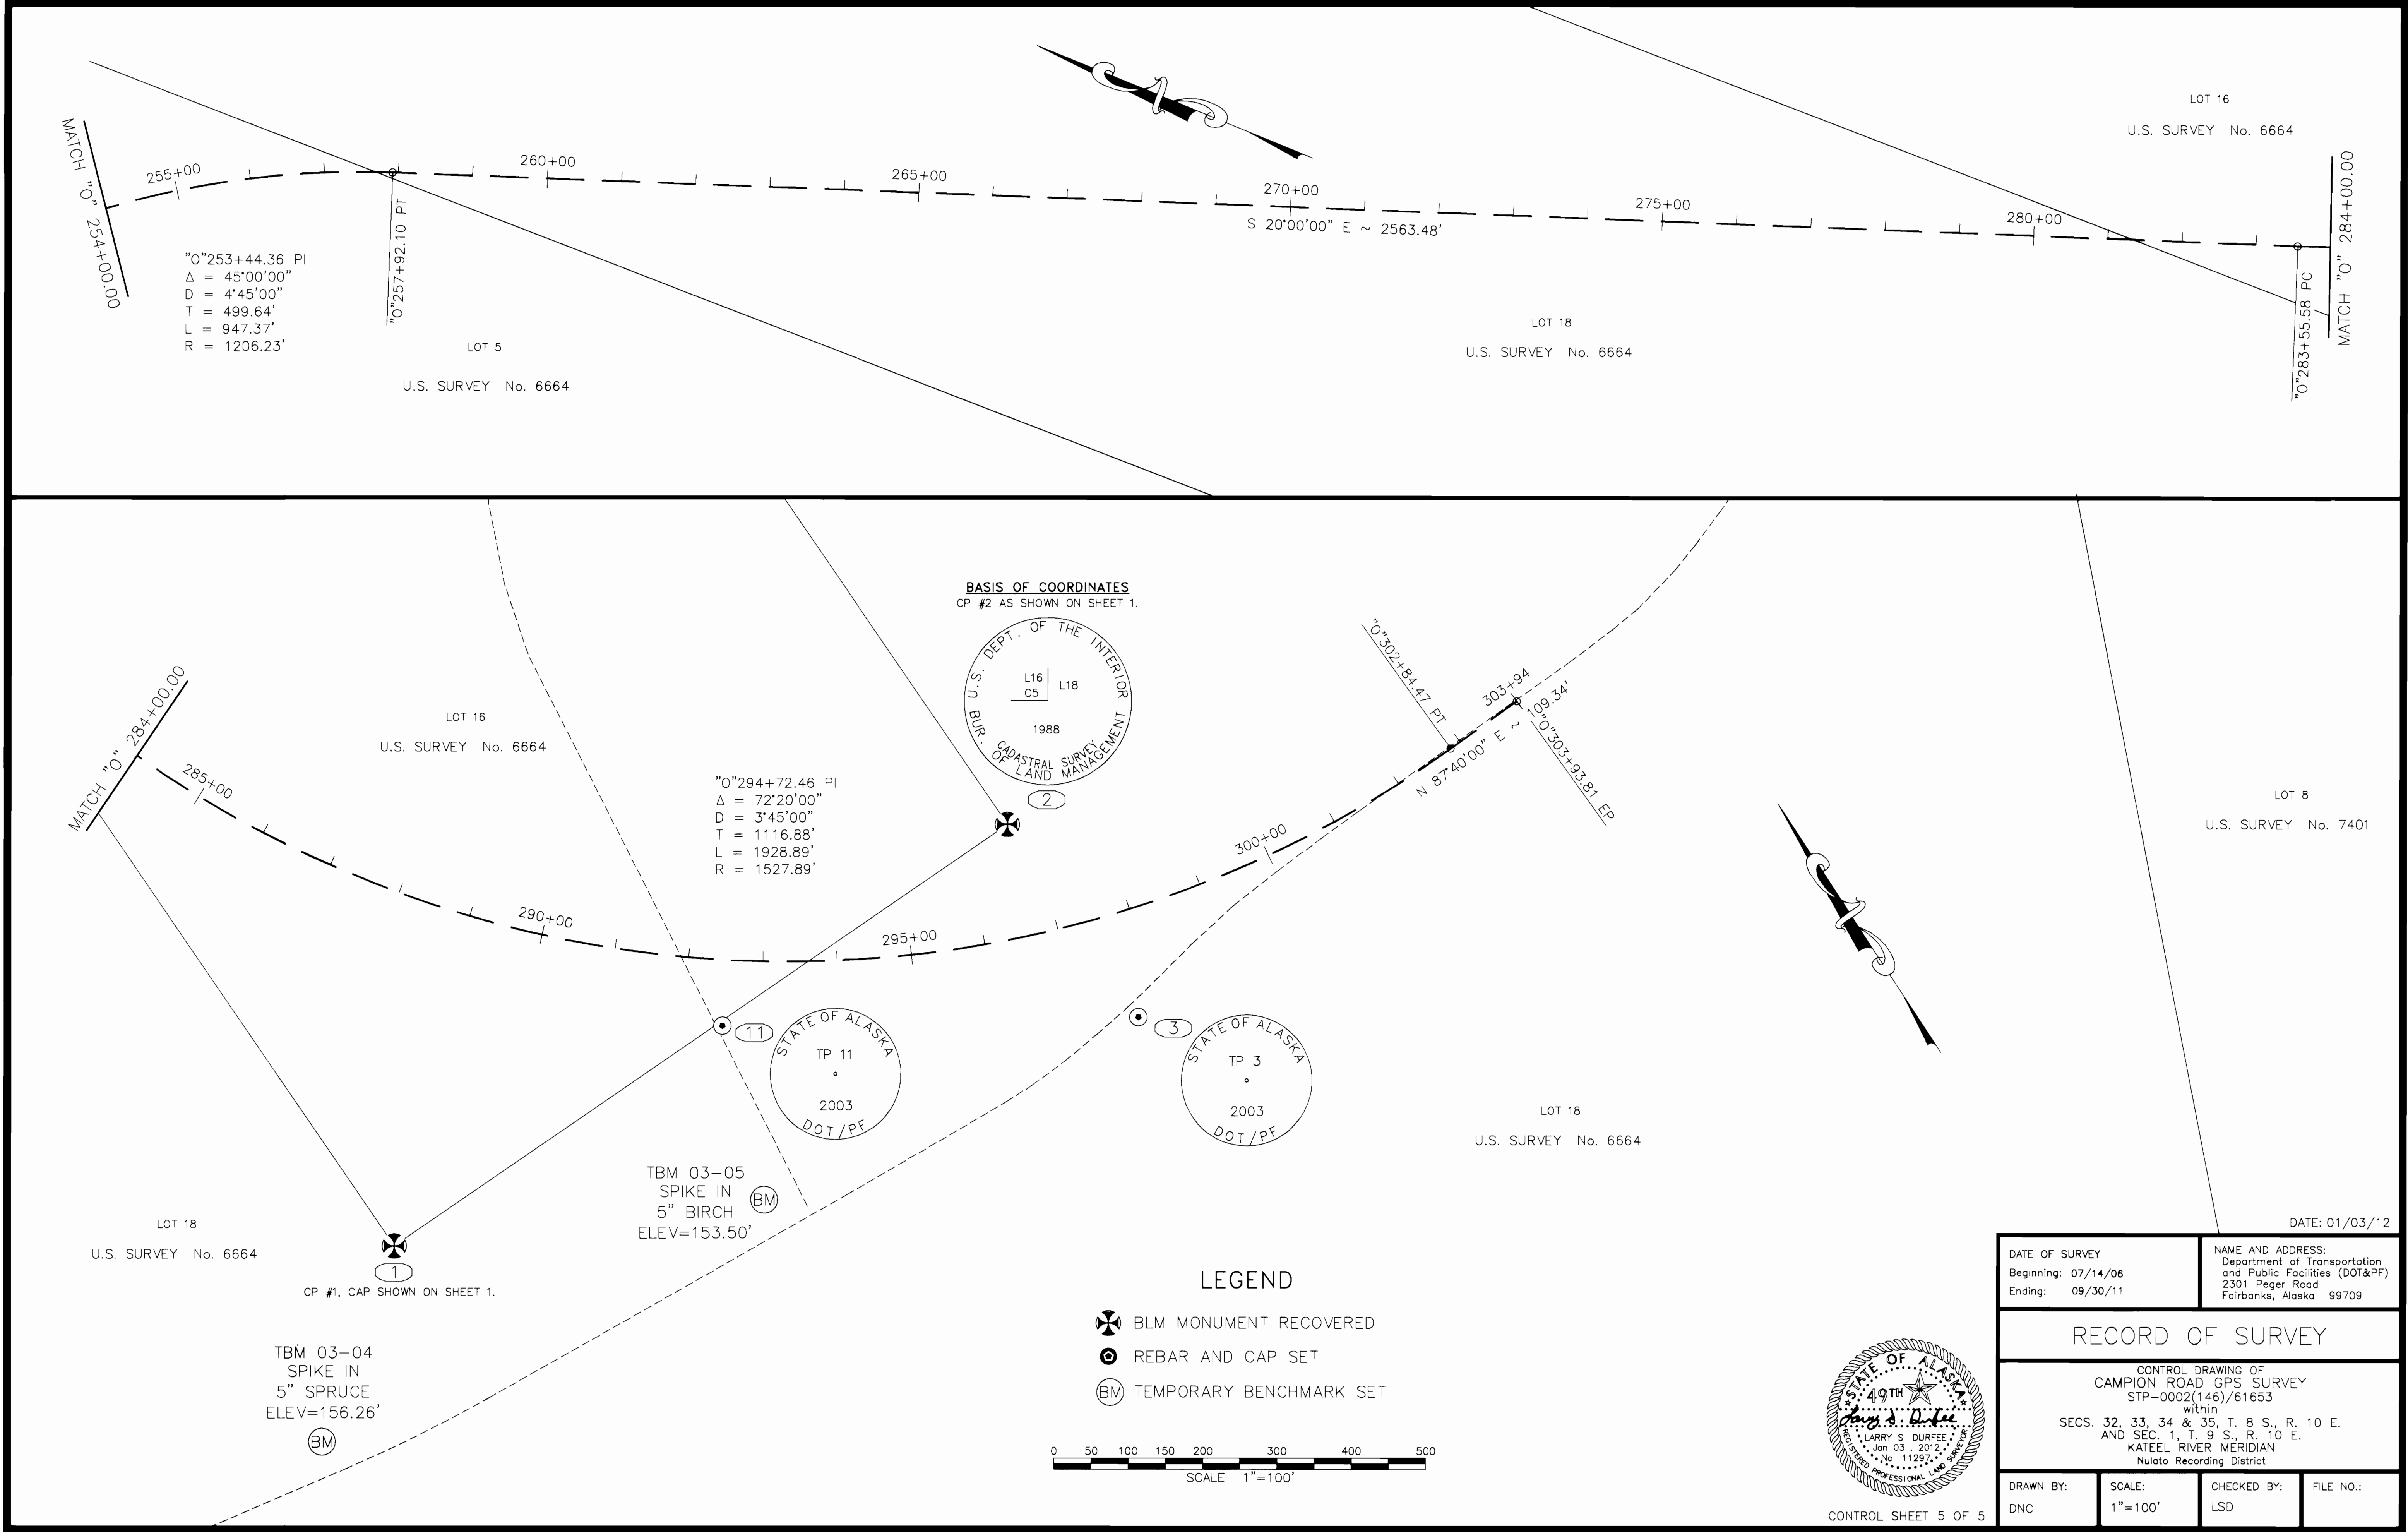 LOT 16
U.S. SURVEY No. 6664
MATCH "O" 254+00.00
255+00
260+00
265+00
270+00
275+00
280+00
S 20°00'00" E ~ 2563.48'
MATCH "O" 284+00.00
"O"257+92.10 PT
"O"283+55.58 PC
"O"253+44.36 PI
Δ = 45°00'00"
D = 4°45'00"
T = 499.64'
L = 947.37'
R = 1206.23'
LOT 5
U.S. SURVEY No. 6664
LOT 18
U.S. SURVEY No. 6664
BASIS OF COORDINATES
CP #2 AS SHOWN ON SHEET 1.
U.S. DEPT. OF THE INTERIOR
L16
C5
L18
1988
CADASTRAL SURVEY
BUR. OF LAND MANAGEMENT
2
MATCH "O" 284+00.00
285+00
LOT 16
U.S. SURVEY No. 6664
"O"294+72.46 PI
Δ = 72°20'00"
D = 3°45'00"
T = 1116.88'
L = 1928.89'
R = 1527.89'
290+00
295+00
300+00
"O"302+84.47 PT
303+94
N 87°40'00" E ~ 109.34'
"O"303+93.81 EP
LOT 8
U.S. SURVEY No. 7401
11
STATE OF ALASKA
TP 11
2003
DOT/PF
3
STATE OF ALASKA
TP 3
2003
DOT/PF
LOT 18
U.S. SURVEY No. 6664
TBM 03-05
SPIKE IN
5" BIRCH
ELEV=153.50'
BM
LOT 18
U.S. SURVEY No. 6664
1
CP #1, CAP SHOWN ON SHEET 1.
TBM 03-04
SPIKE IN
5" SPRUCE
ELEV=156.26'
BM
LEGEND
BLM MONUMENT RECOVERED
REBAR AND CAP SET
BM TEMPORARY BENCHMARK SET
0 50 100 150 200 300 400 500
SCALE 1"=100'
STATE OF ALASKA
49TH
Larry S. Durfee
LARRY S DURFEE
Jan 03, 2012
No 11297
REGISTERED PROFESSIONAL LAND SURVEYOR
CONTROL SHEET 5 OF 5
DATE: 01/03/12
DATE OF SURVEY
Beginning: 07/14/06
Ending: 09/30/11
NAME AND ADDRESS:
Department of Transportation
and Public Facilities (DOT&PF)
2301 Peger Road
Fairbanks, Alaska 99709
RECORD OF SURVEY
CONTROL DRAWING OF
CAMPION ROAD GPS SURVEY
STP-0002(146)/61653
within
SECS. 32, 33, 34 & 35, T. 8 S., R. 10 E.
AND SEC. 1, T. 9 S., R. 10 E.
KATEEL RIVER MERIDIAN
Nulato Recording District
DRAWN BY:
DNC
SCALE:
1"=100'
CHECKED BY:
LSD
FILE NO.: